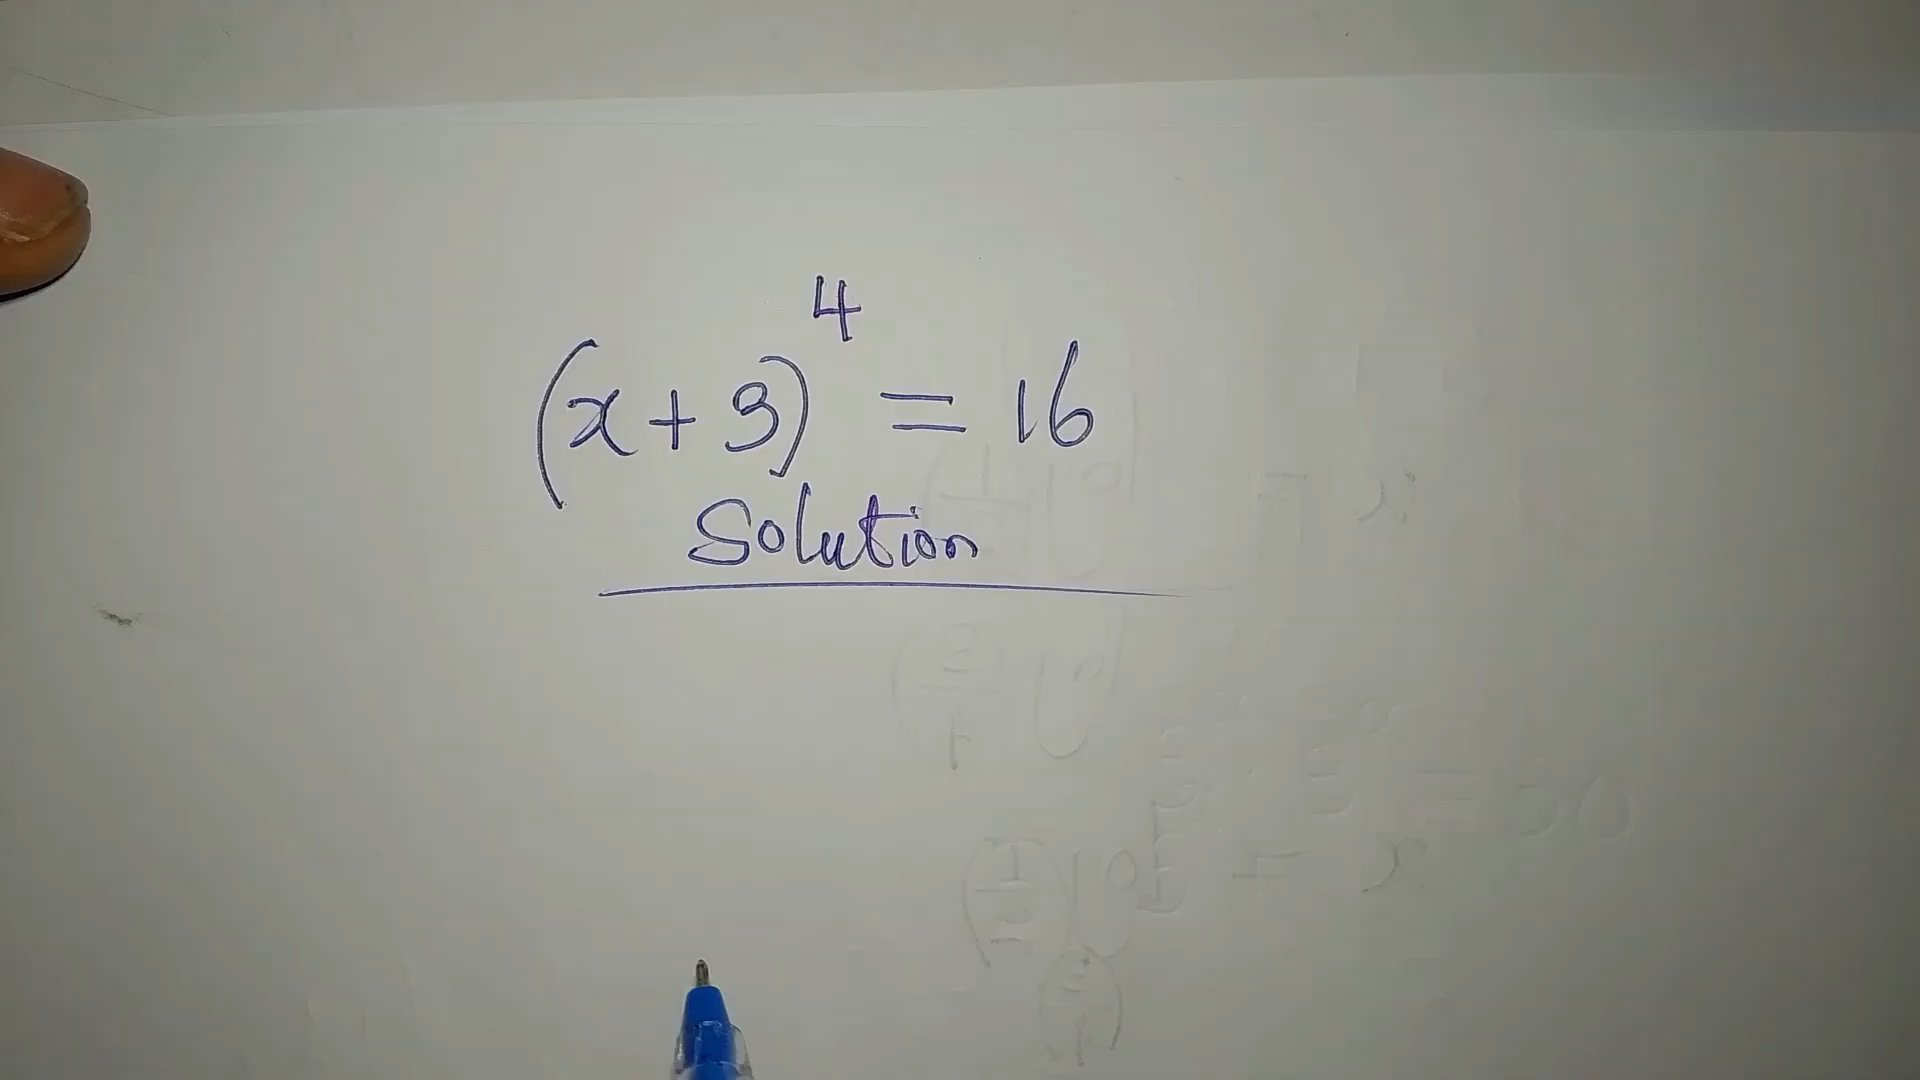 (x+3)⁴ = 16
Solution